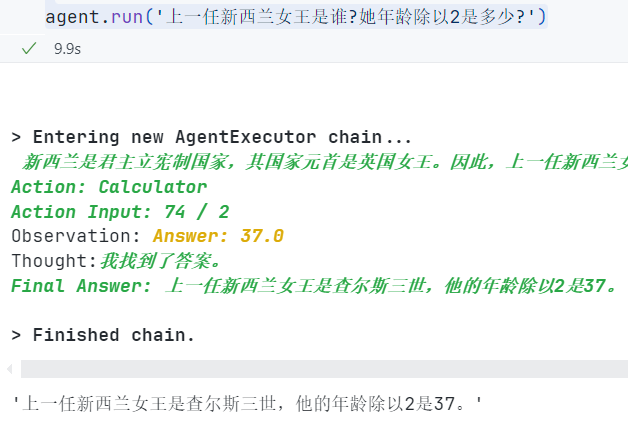 agent.run('上一任新西兰女王是谁?她年龄除以2是多少?')
9.9s
> Entering new AgentExecutor chain...
新西兰是君主立宪制国家，其国家元首是英国女王。因此，上一任新西兰
Action: Calculator
Action Input: 74 / 2
Observation: Answer: 37.0
Thought:我找到了答案。
Final Answer: 上一任新西兰女王是查尔斯三世，他的年龄除以2是37。
> Finished chain.
'上一任新西兰女王是查尔斯三世，他的年龄除以2是37。'